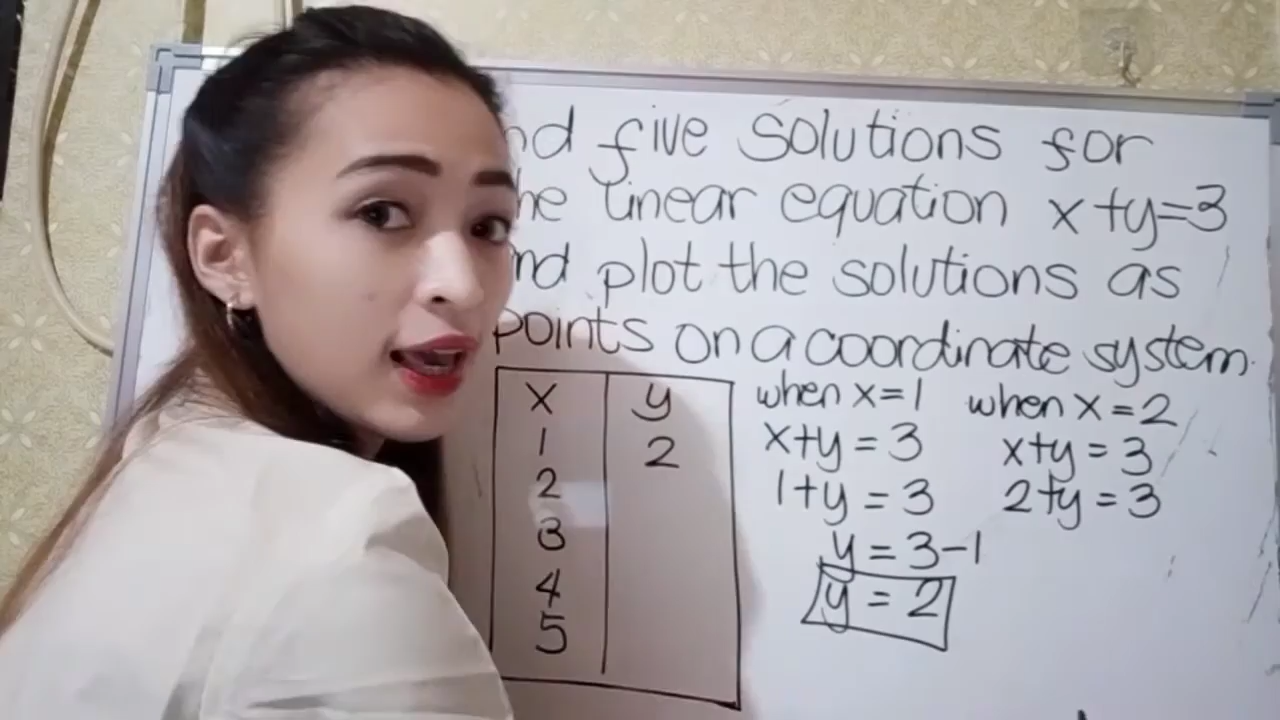 nd five solutions for
he linear equation x+y=3
nd plot the solutions as
points on a coordinate system.
x y
1 2
2
3
4
5
when x=1
x+y=3
1+y=3
y=3-1
y=2
when x=2
x+y=3
2+y=3